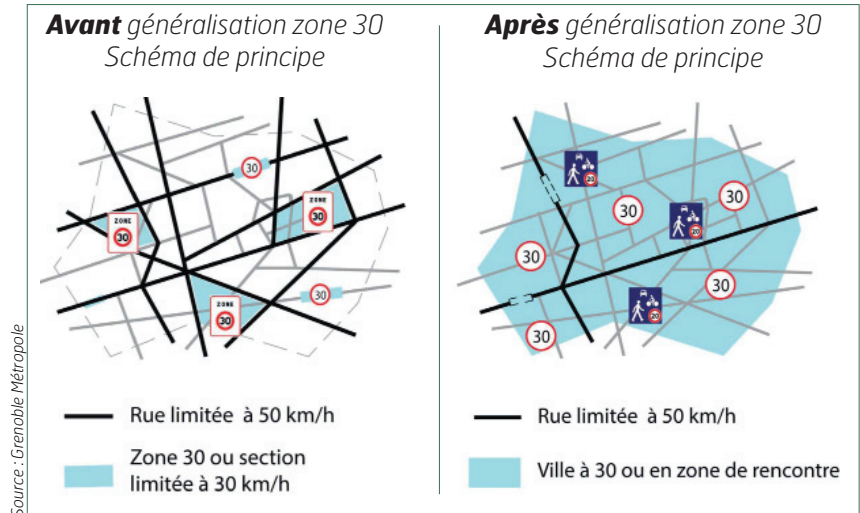 Avant généralisation zone 30
Schéma de principe
30
ZONE
30
ZONE
30
30
ZONE
30
Rue limitée à 50 km/h
Zone 30 ou section
limitée à 30 km/h
Après généralisation zone 30
Schéma de principe
20
30
30
20
30
30
20
30
Rue limitée à 50 km/h
Ville à 30 ou en zone de rencontre
Source : Grenoble Métropole